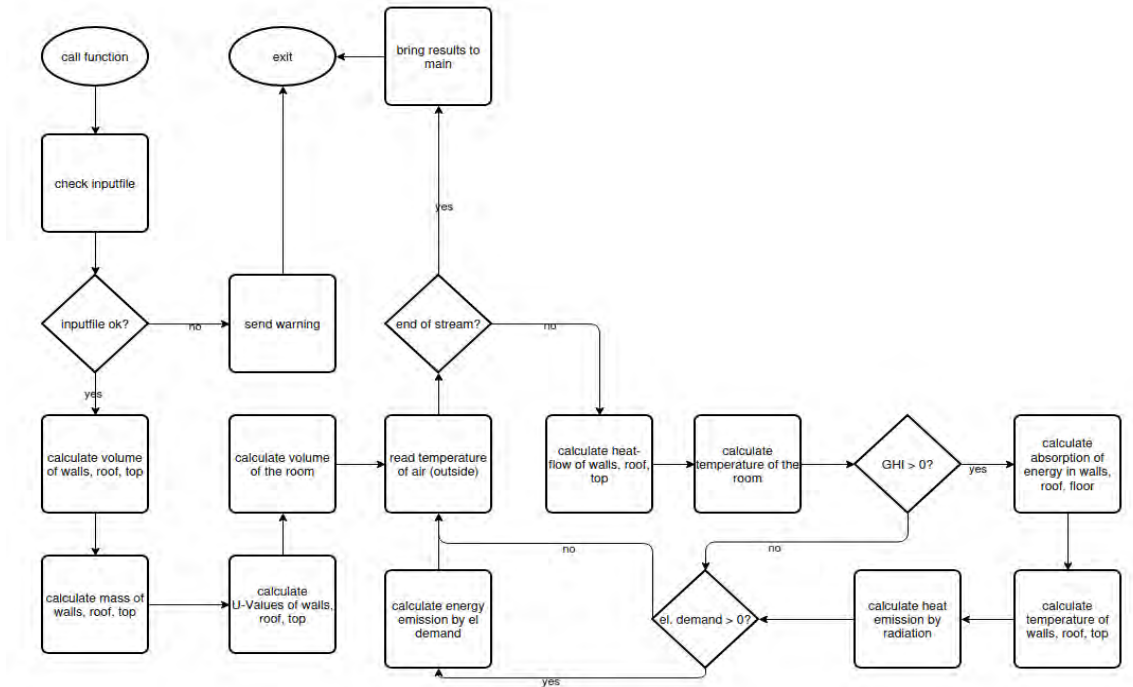 call function
exit
bring results to
main
check inputfile
yes
inputfile ok?
no
send warning
end of stream?
no
yes
calculate volume
of walls, roof, top
calculate volume
of the room
read temperature
of air (outside)
calculate heat-
flow of walls, roof,
top
calculate
temperature of the
room
GHI > 0?
yes
calculate
absorption of
energy in walls,
roof, floor
no
no
calculate mass of
walls, roof, top
calculate
U-Values of walls,
roof, top
calculate energy
emission by el
demand
el. demand > 0?
calculate heat
emission by
radiation
calculate
temperature of
walls, roof, top
yes